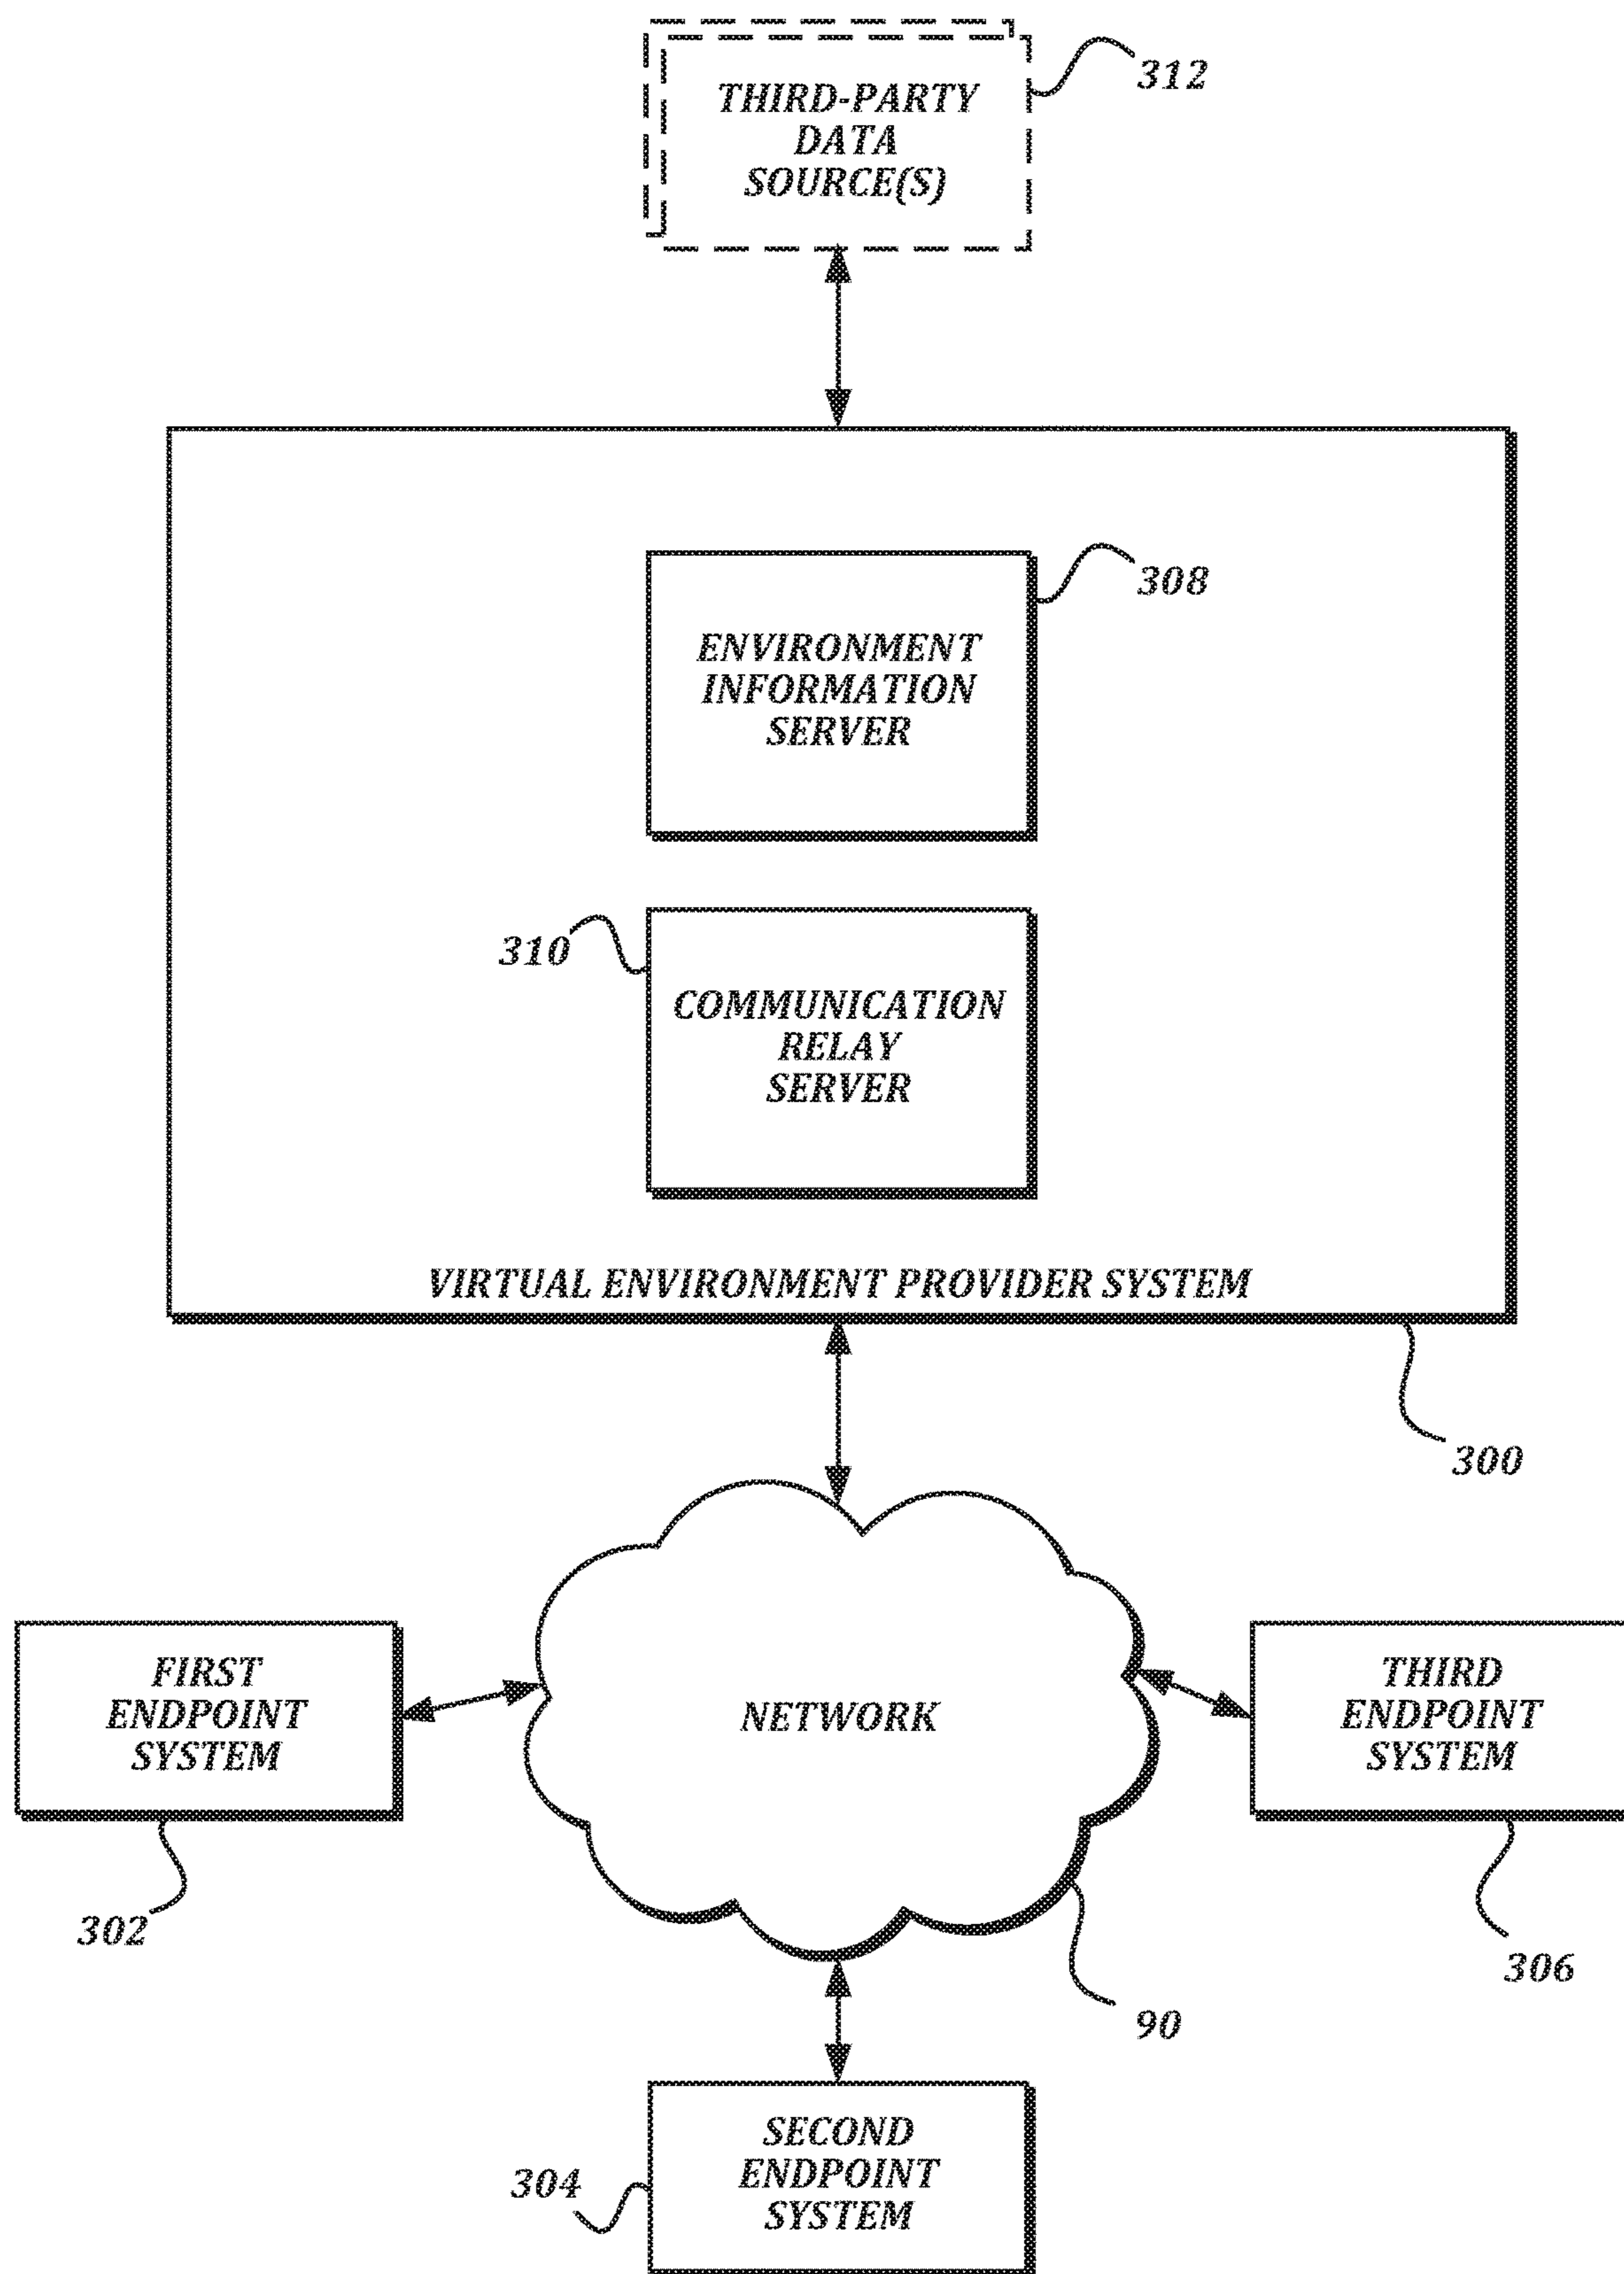 312
THIRD-PARTY
DATA
SOURCE(S)
308
ENVIRONMENT
INFORMATION
SERVER
310
COMMUNICATION
RELAY
SERVER
VIRTUAL ENVIRONMENT PROVIDER SYSTEM
300
FIRST
ENDPOINT
SYSTEM
NETWORK
THIRD
ENDPOINT
SYSTEM
302
306
90
SECOND
ENDPOINT
SYSTEM
304